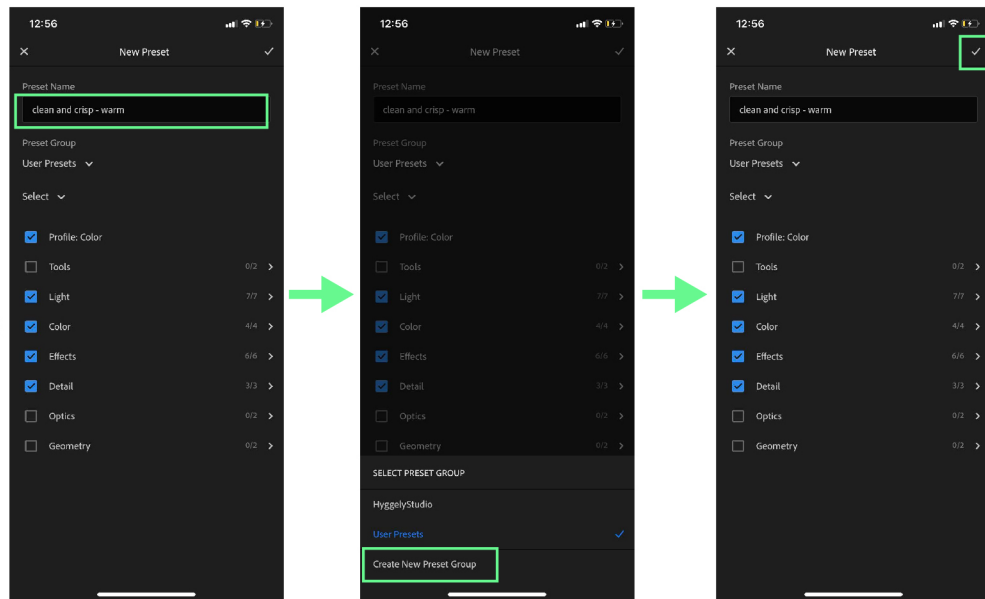 12:56
New Preset
Preset Name
clean and crisp - warm
Preset Group
User Presets
Select
Profile: Color
Tools 0/2
Light 7/7
Color 4/4
Effects 6/6
Detail 3/3
Optics 0/2
Geometry 0/2
12:56
New Preset
Preset Name
clean and crisp - warm
Preset Group
User Presets
Select
Profile: Color
Tools 0/2
Light 7/7
Color 4/4
Effects 6/6
Detail 3/3
Optics 0/2
Geometry 0/2
SELECT PRESET GROUP
HyggelyStudio
User Presets
Create New Preset Group
12:56
New Preset
Preset Name
clean and crisp - warm
Preset Group
User Presets
Select
Profile: Color
Tools 0/2
Light 7/7
Color 4/4
Effects 6/6
Detail 3/3
Optics 0/2
Geometry 0/2